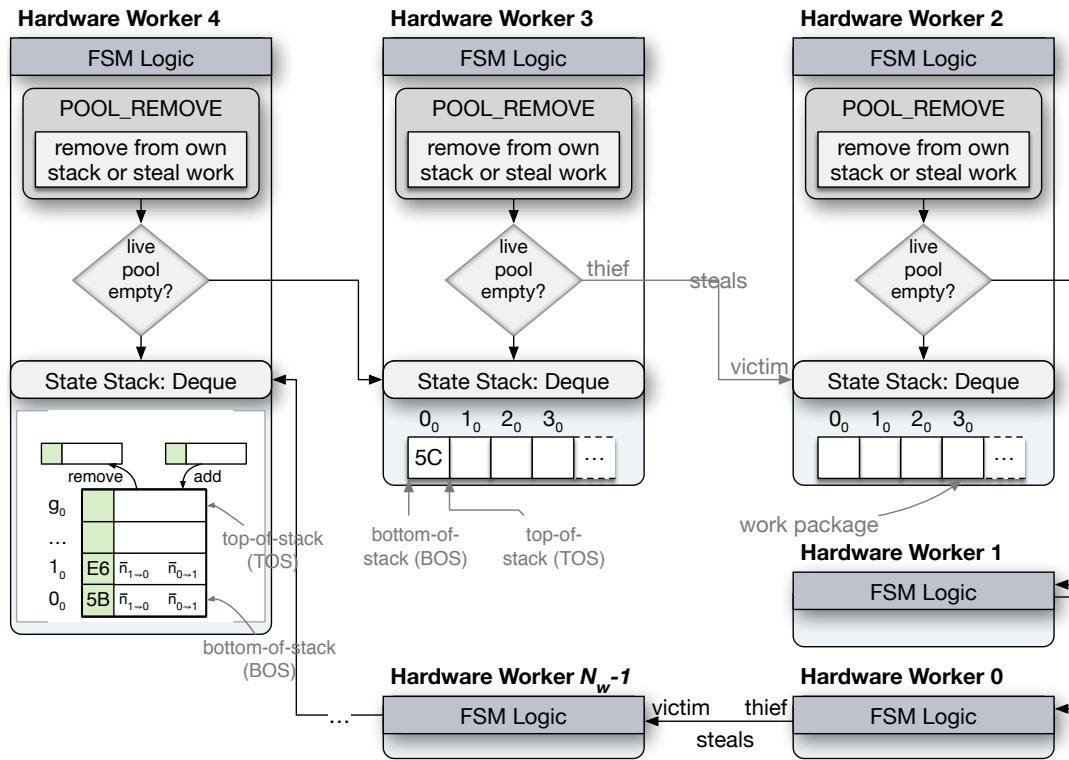 Hardware Worker 4
FSM Logic
POOL_REMOVE
remove from own
stack or steal work
live
pool
empty?
State Stack: Deque
remove
add
g₀
...
1₀ E6 n̄₁⇝₀ n̄₀⇝₁
0₀ 5B n̄₁⇝₀ n̄₀⇝₁
top-of-stack
(TOS)
bottom-of-stack
(BOS)
Hardware Worker 3
FSM Logic
POOL_REMOVE
remove from own
stack or steal work
live
pool
empty?
thief
steals
victim
State Stack: Deque
0₀ 1₀ 2₀ 3₀
5C ...
bottom-of-
stack (BOS)
top-of-
stack (TOS)
Hardware Worker 2
FSM Logic
POOL_REMOVE
remove from own
stack or steal work
live
pool
empty?
State Stack: Deque
0₀ 1₀ 2₀ 3₀
...
work package
Hardware Worker 1
FSM Logic
Hardware Worker 0
FSM Logic
victim thief
steals
Hardware Worker N_w-1
FSM Logic
...